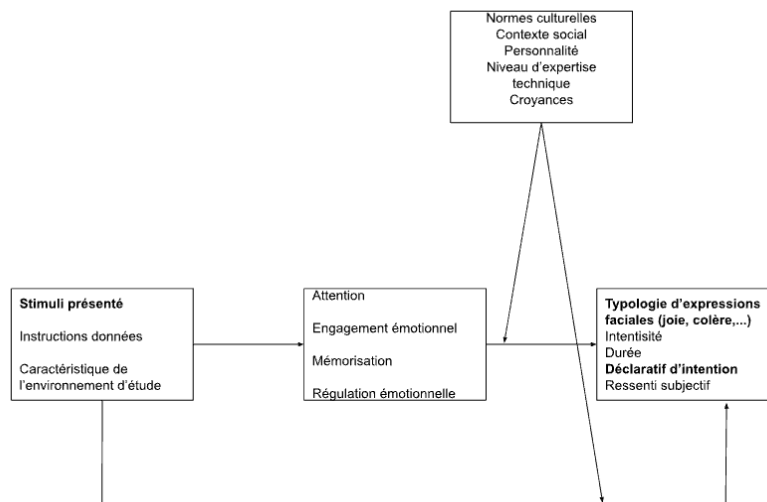 Normes culturelles
Contexte social
Personnalité
Niveau d'expertise
technique
Croyances
Stimuli présenté
Instructions données
Caractéristique de
l'environnement d'étude
Attention
Engagement émotionnel
Mémorisation
Régulation émotionnelle
Typologie d'expressions
faciales (joie, colère,...)
Intentisité
Durée
Déclaratif d'intention
Ressenti subjectif